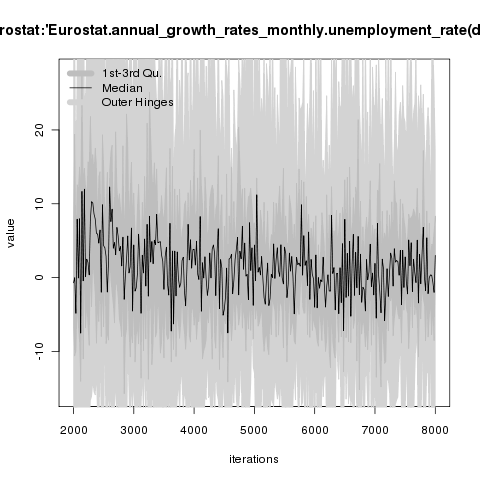 rostat:'Eurostat.annual_growth_rates_monthly.unemployment_rate(d
1st-3rd Qu.
Median
Outer Hinges
20
10
0
-10
value
2000 3000 4000 5000 6000 7000 8000
iterations